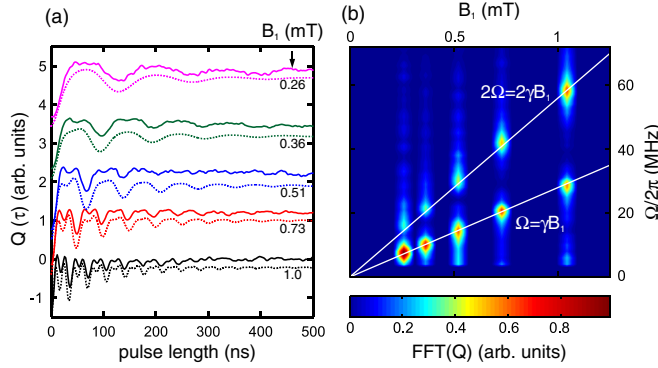 (a)
B₁ (mT)
5
4
3
2
1
0
-1
Q (τ) (arb. units)
0.26
0.36
0.51
0.73
1.0
0 100 200 300 400 500
pulse length (ns)
(b)
B₁ (mT)
0 0.5 1
2Ω=2γB₁
Ω=γB₁
60
40
20
0
Ω/2π (MHz)
0 0.2 0.4 0.6 0.8
FFT(Q) (arb. units)